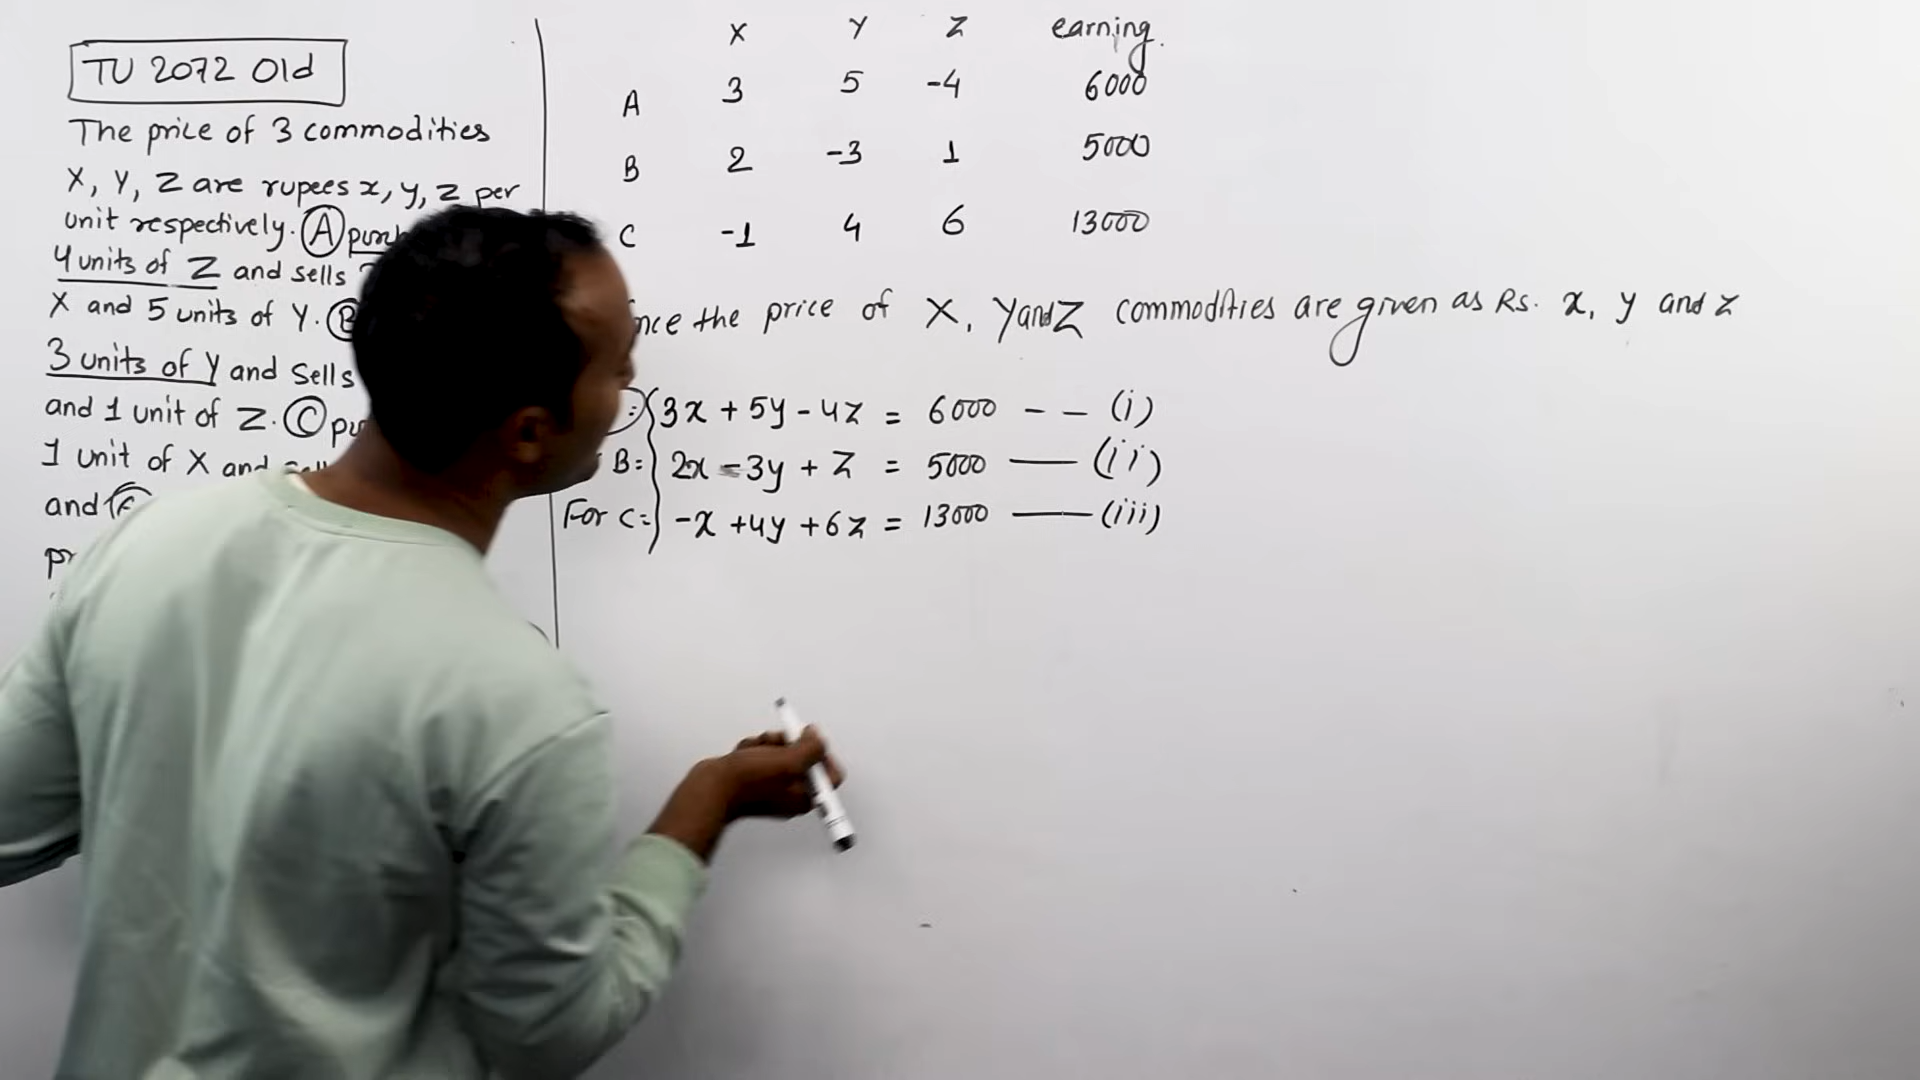 TU 2072 Old
The price of 3 commodities
X, Y, Z are rupees x, y, z per
unit respectively. A
4 units of Z and sells
X and 5 units of Y. B
3 units of Y and Sells
and 1 unit of Z. C
1 unit of X and
and
X Y Z earning
A 3 5 -4 6000
B 2 -3 1 5000
C -1 4 6 13000
the price of X, Y and Z commodities are given as Rs. x, y and z
3x + 5y - 4z = 6000 - - (i)
B: 2x - 3y + z = 5000 — (ii)
For C: -x + 4y + 6z = 13000 — (iii)